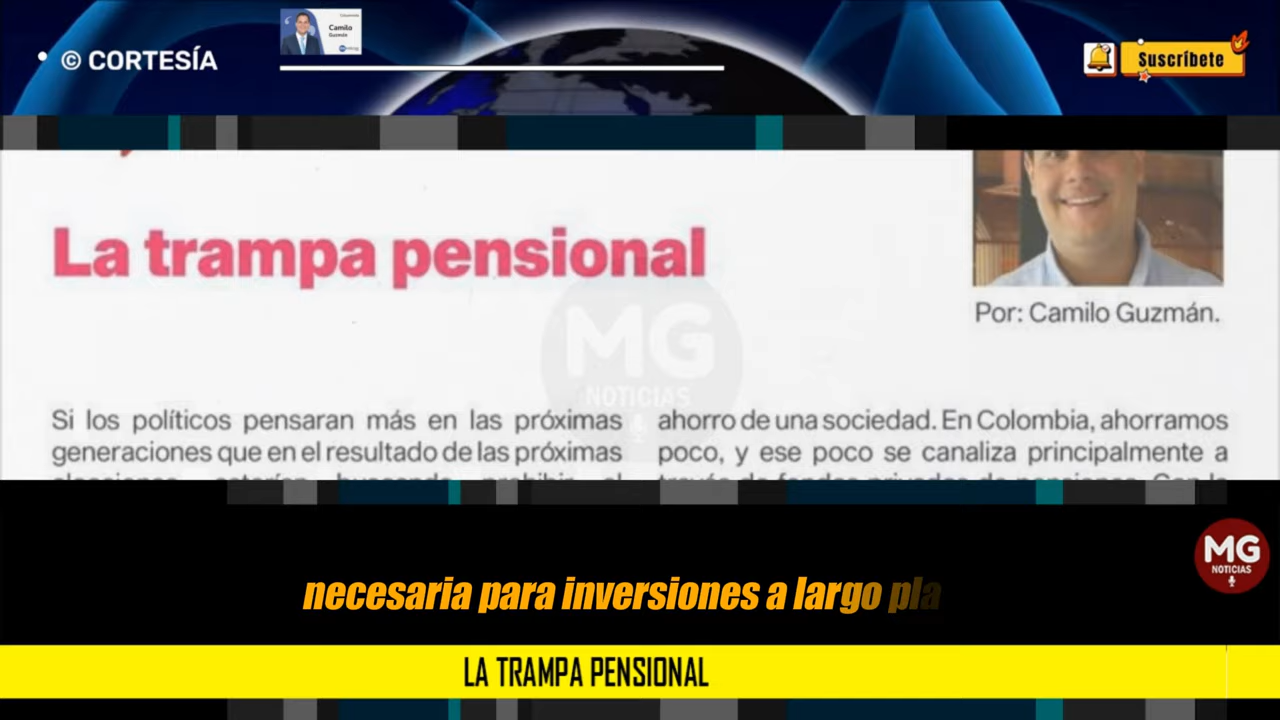 © CORTESÍA
Camilo
Guzmán
Suscríbete
La trampa pensional
Por: Camilo Guzmán.
MG
NOTICIAS
Si los políticos pensaran más en las próximas
generaciones que en el resultado de las próximas
ahorro de una sociedad. En Colombia, ahorramos
poco, y ese poco se canaliza principalmente a
necesaria para inversiones a largo pla
MG
NOTICIAS
LA TRAMPA PENSIONAL